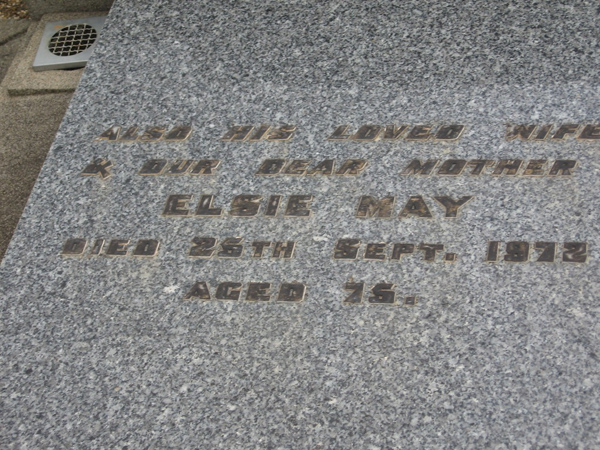 ALSO HIS LOVED WIFE
& OUR DEAR MOTHER
ELSIE MAY
DIED 25TH SEPT. 1972
AGED 75.